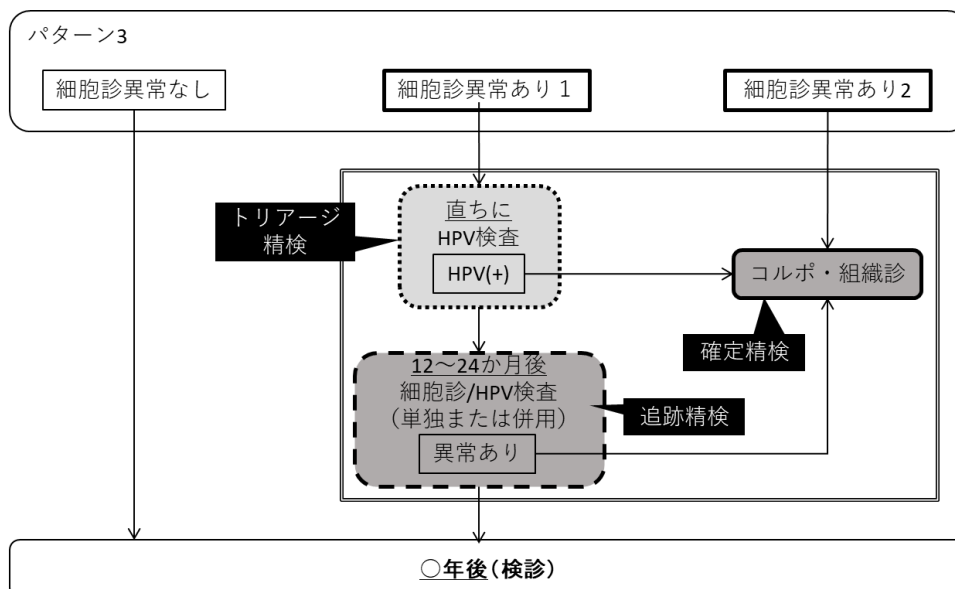 パターン3
細胞診異常なし
細胞診異常あり１
細胞診異常あり2
トリアージ
精検
直ちに
HPV検査
HPV(+)
コルポ・組織診
確定精検
12～24か月後
細胞診/HPV検査
（単独または併用）
異常あり
追跡精検
○年後(検診)